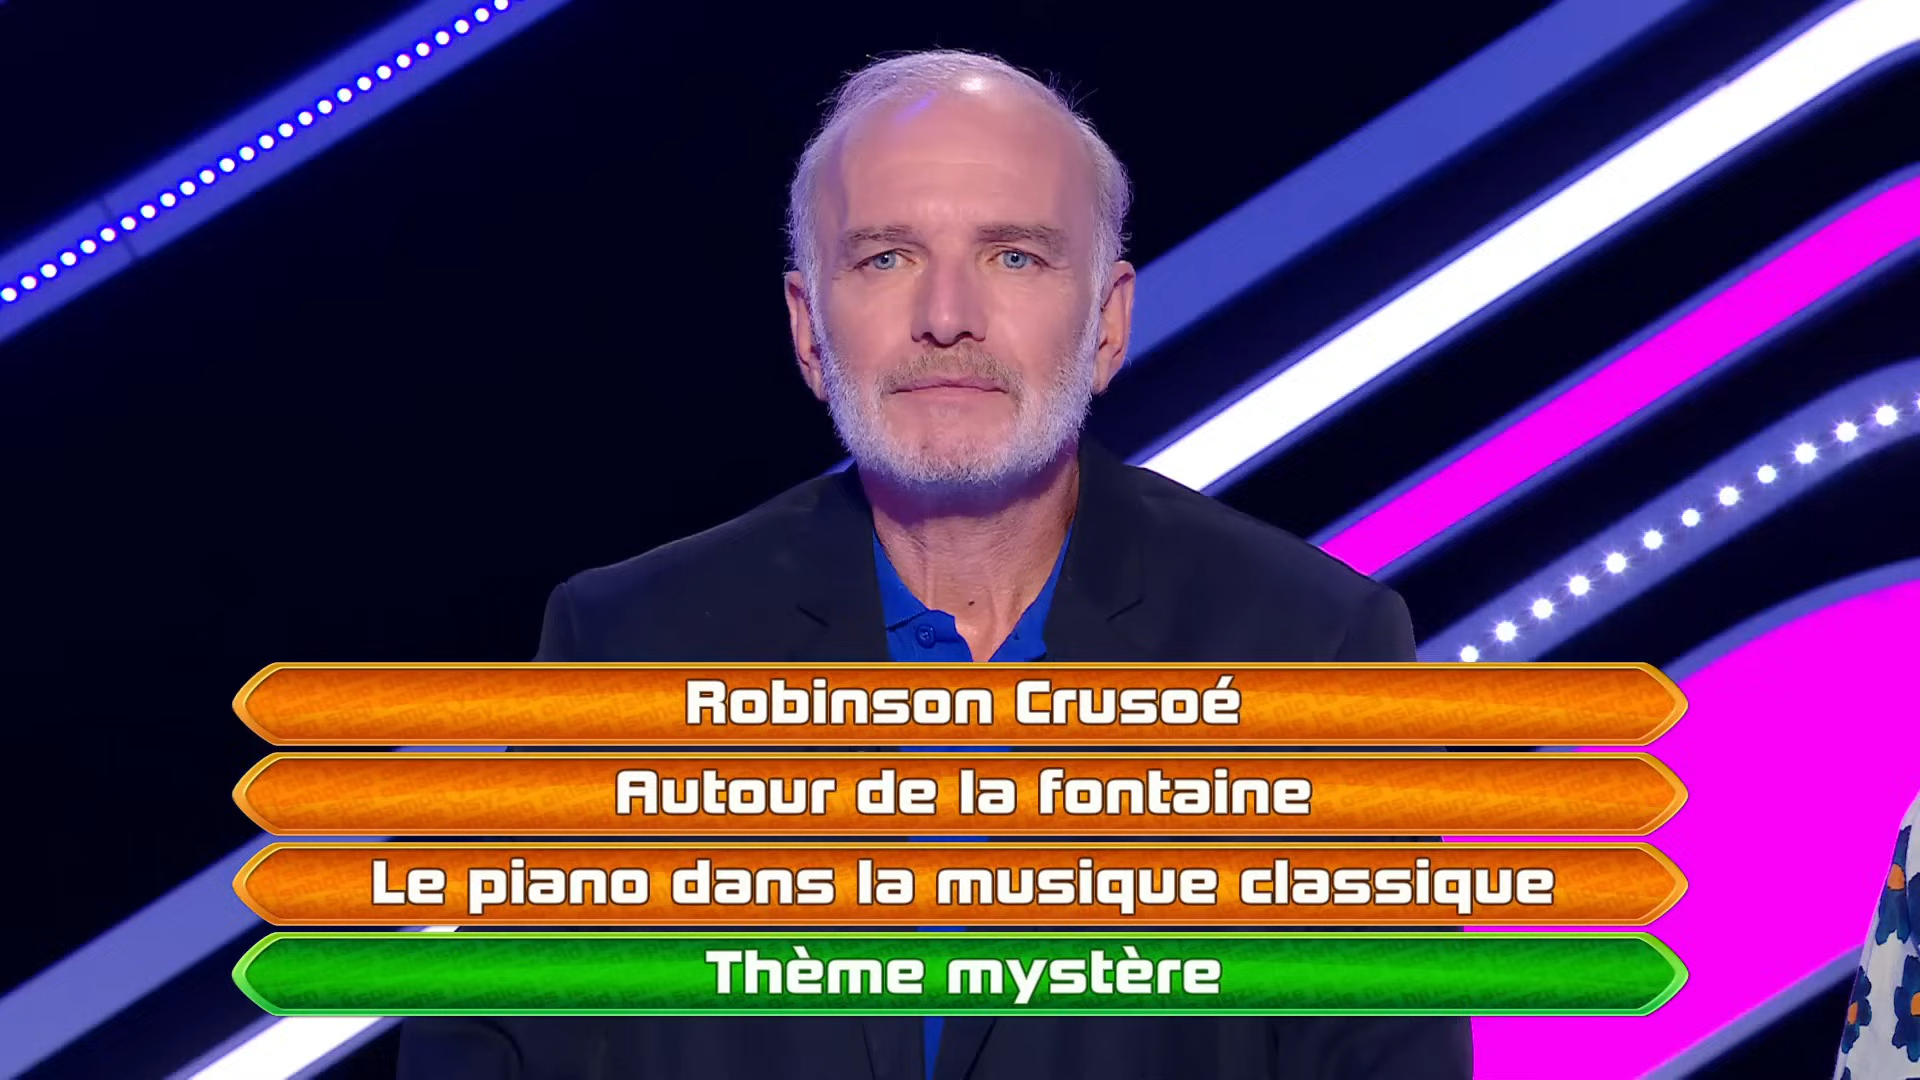 Robinson Crusoé
Autour de la fontaine
Le piano dans la musique classique
Thème mystère